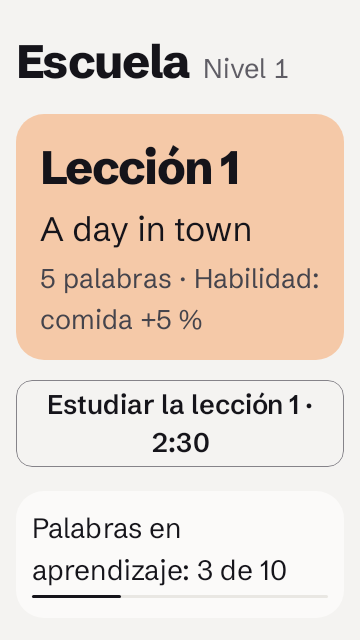 Escuela Nivel 1
Lección 1
A day in town
5 palabras · Habilidad:
comida +5 %
Estudiar la lección 1 ·
2:30
Palabras en
aprendizaje: 3 de 10